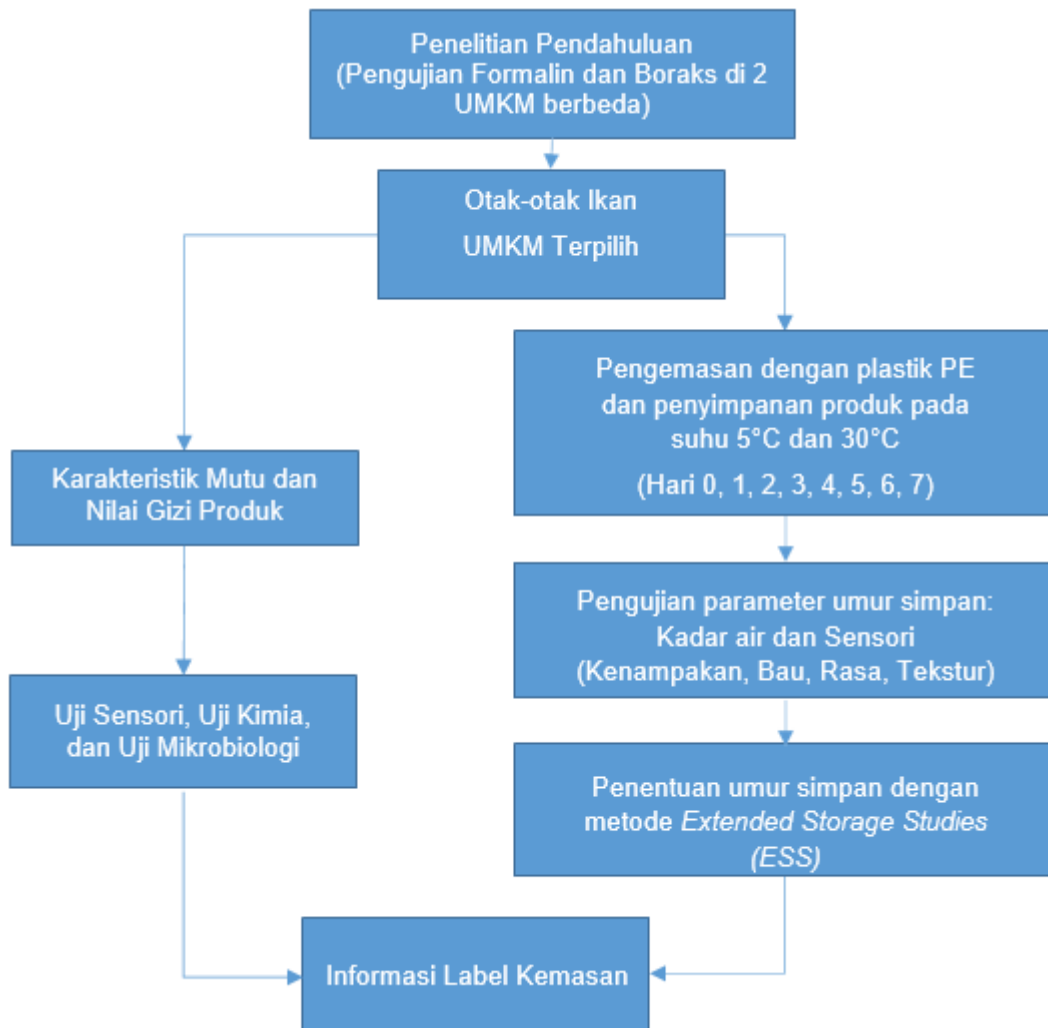 Penelitian Pendahuluan
(Pengujian Formalin dan Boraks di 2
UMKM berbeda)
Otak-otak Ikan
UMKM Terpilih
Karakteristik Mutu dan
Nilai Gizi Produk
Uji Sensori, Uji Kimia,
dan Uji Mikrobiologi
Pengemasan dengan plastik PE
dan penyimpanan produk pada
suhu 5°C dan 30°C
(Hari 0, 1, 2, 3, 4, 5, 6, 7)
Pengujian parameter umur simpan:
Kadar air dan Sensori
(Kenampakan, Bau, Rasa, Tekstur)
Penentuan umur simpan dengan
metode Extended Storage Studies
(ESS)
Informasi Label Kemasan